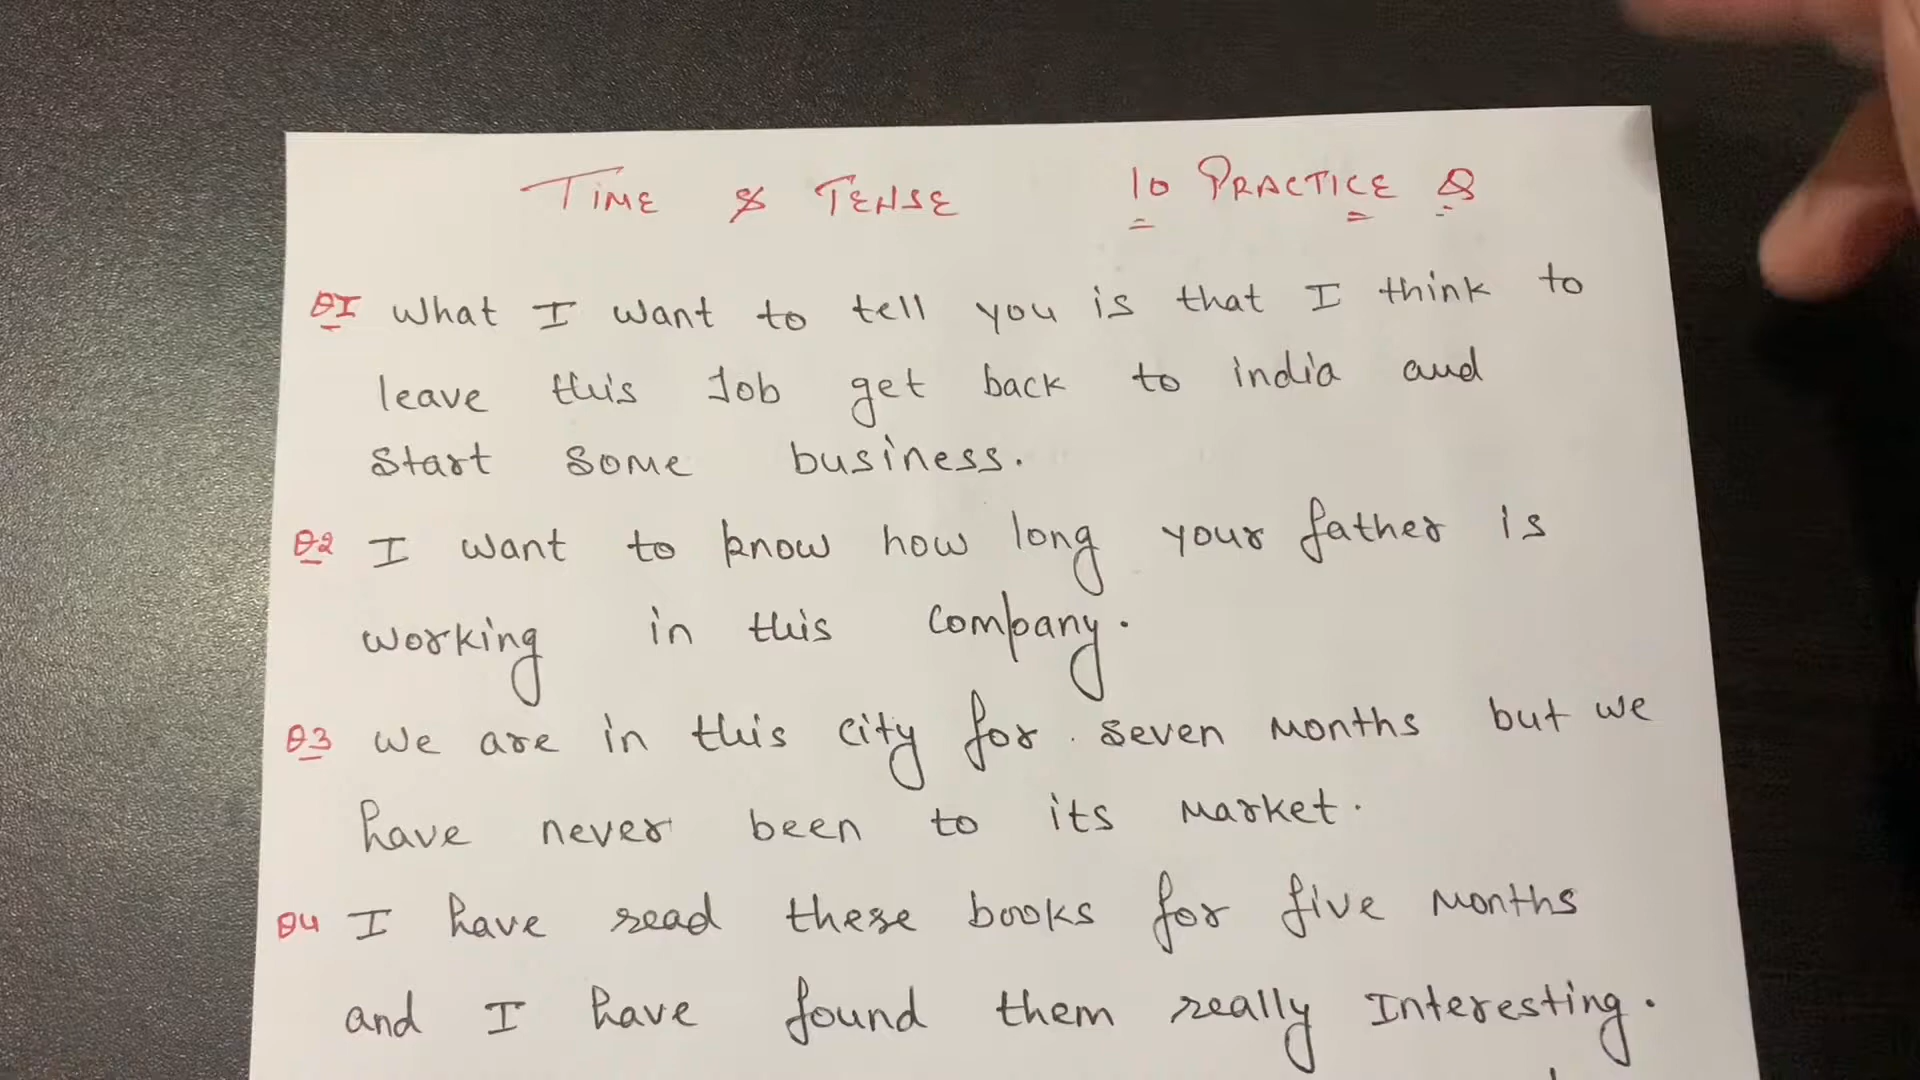 TIME & TENSE 10 PRACTICE Q
Q1 What I want to tell you is that I think to
leave this Job get back to india and
start some business.
Q2 I want to know how long your father is
working in this company.
Q3 We are in this city for seven months but we
have never been to its market.
Q4 I have read these books for five months
and I have found them really Interesting.